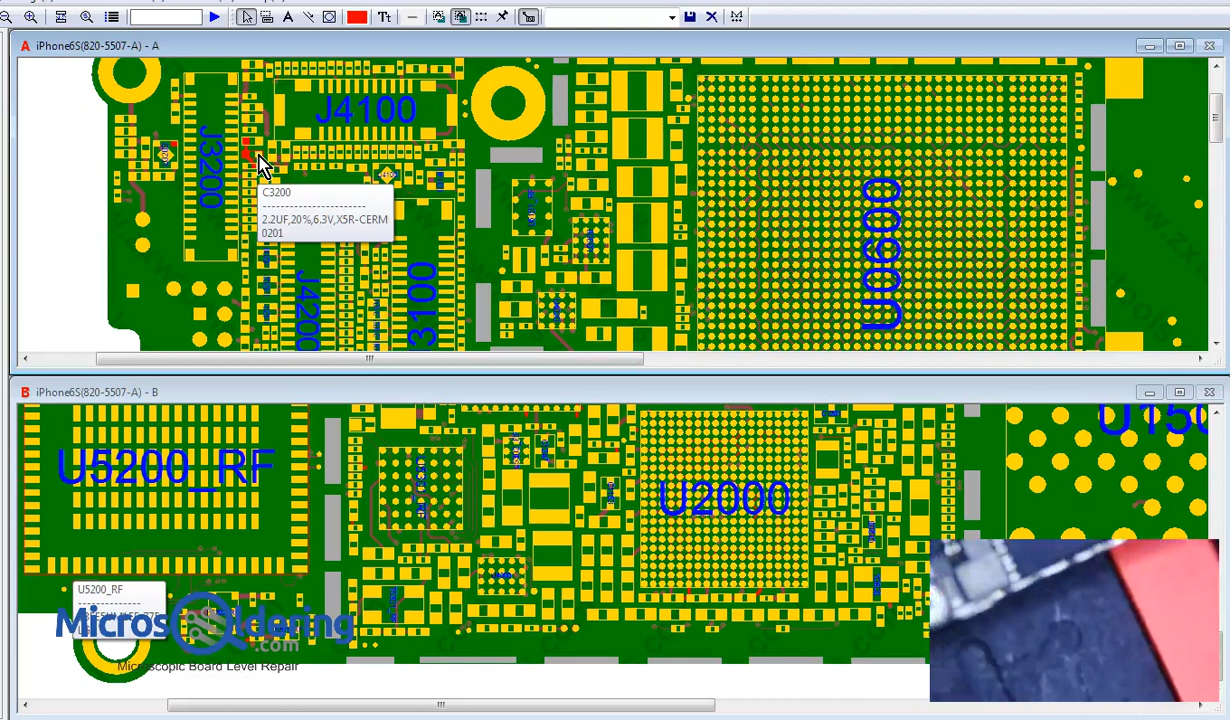 A iPhone6S(820-5507-A) - A
J4100
J3200
C3200
2.2UF,20%,6.3V,X5R-CERM
0201
J4200
3100
U0600
B iPhone6S(820-5507-A) - B
U5200_RF
U2000
U150
U5200_RF
MicrosOldering
.com
Microscopic Board Level Repair